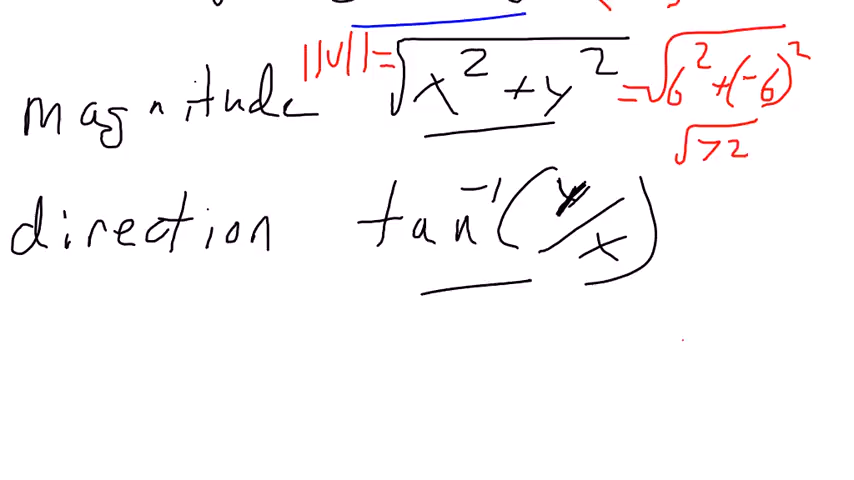 magnitude ||v|| = √x² + y² = √6² + (-6)²
√72
direction tan⁻¹(y/x)